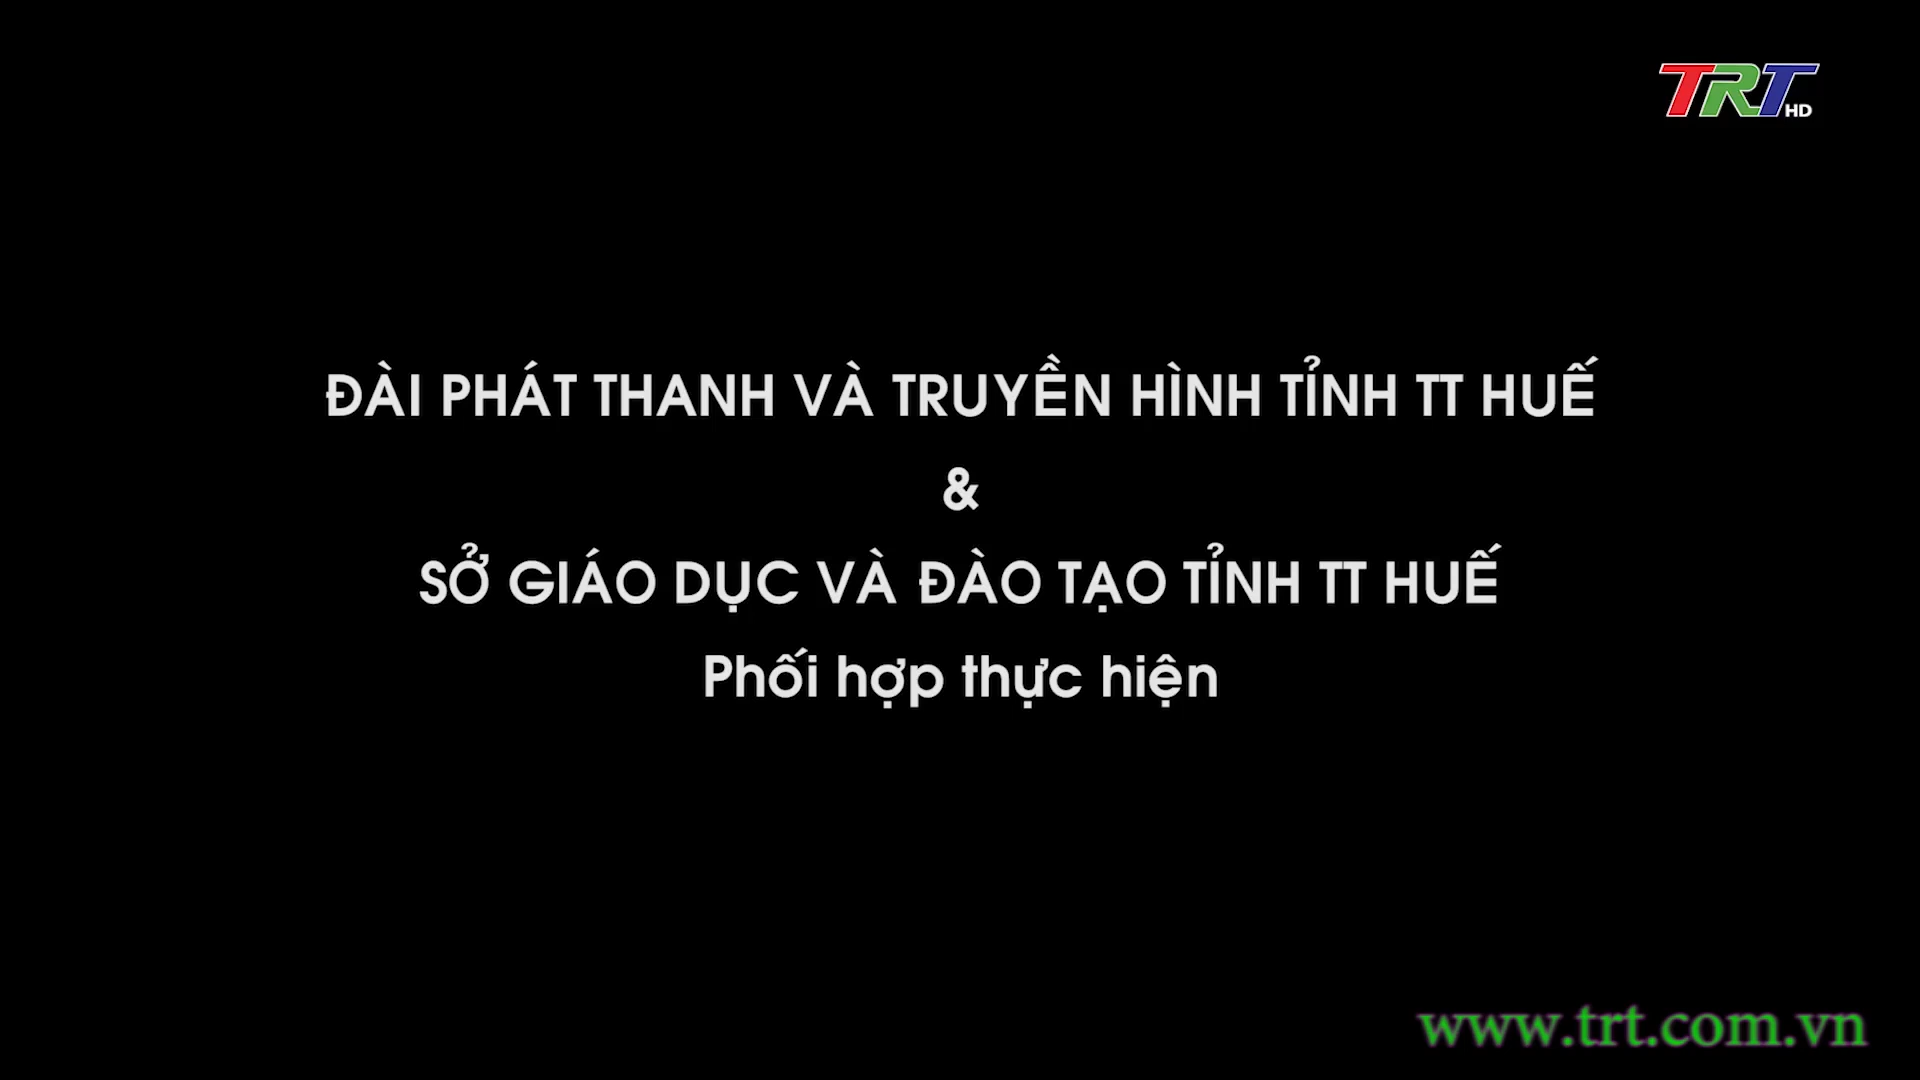 TRT HD
ĐÀI PHÁT THANH VÀ TRUYỀN HÌNH TỈNH TT HUẾ
&
SỞ GIÁO DỤC VÀ ĐÀO TẠO TỈNH TT HUẾ
Phối hợp thực hiện
www.trt.com.vn